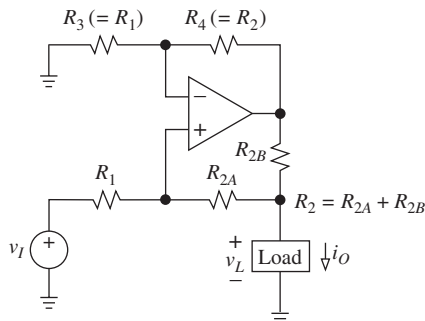 R3 (= R1)
R4 (= R2)
−
+
R2B
R1
R2A
R2 = R2A + R2B
+
vI
+
vL
−
Load
iO